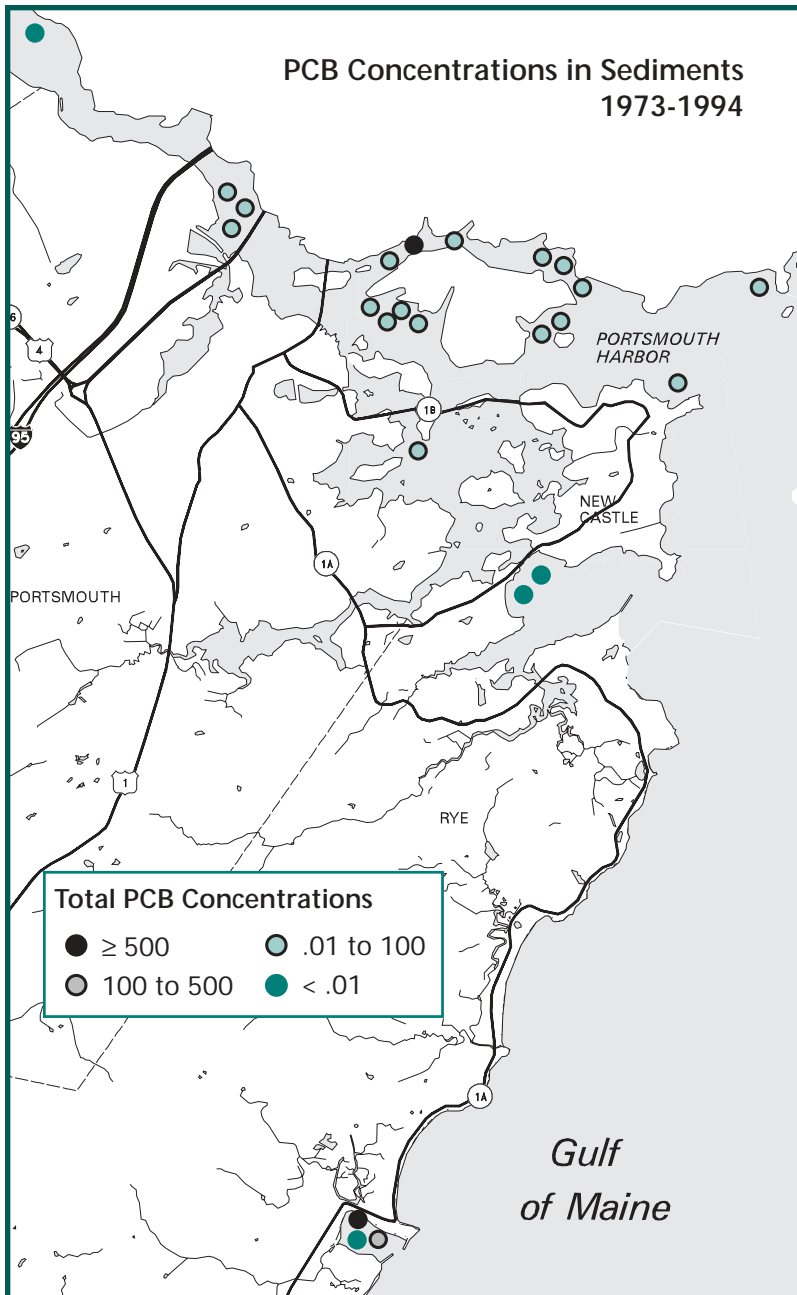 PCB Concentrations in Sediments
1973-1994
6
4
PORTSMOUTH
HARBOR
1B
95
NEW
CASTLE
1A
PORTSMOUTH
1
RYE
Total PCB Concentrations
≥ 500
.01 to 100
100 to 500
< .01
1A
Gulf
of Maine